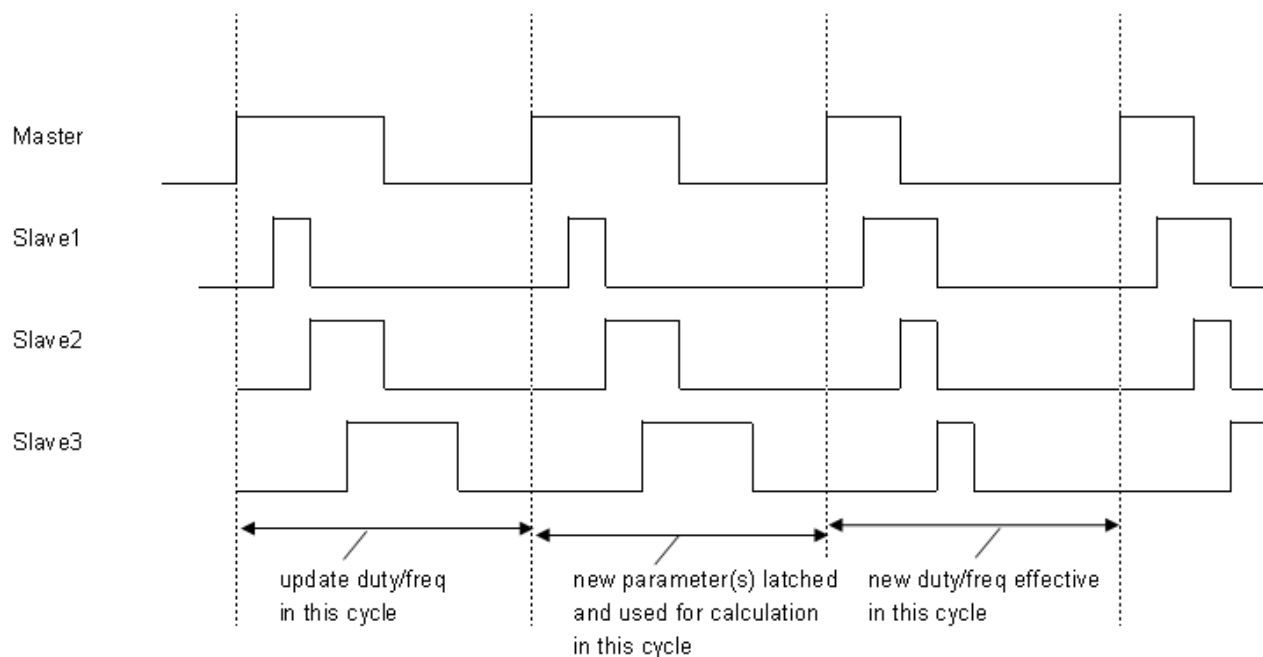 Master
Slave1
Slave2
Slave3
update duty/freq
in this cycle
new parameter(s) latched
and used for calculation
in this cycle
new duty/freq effective
in this cycle